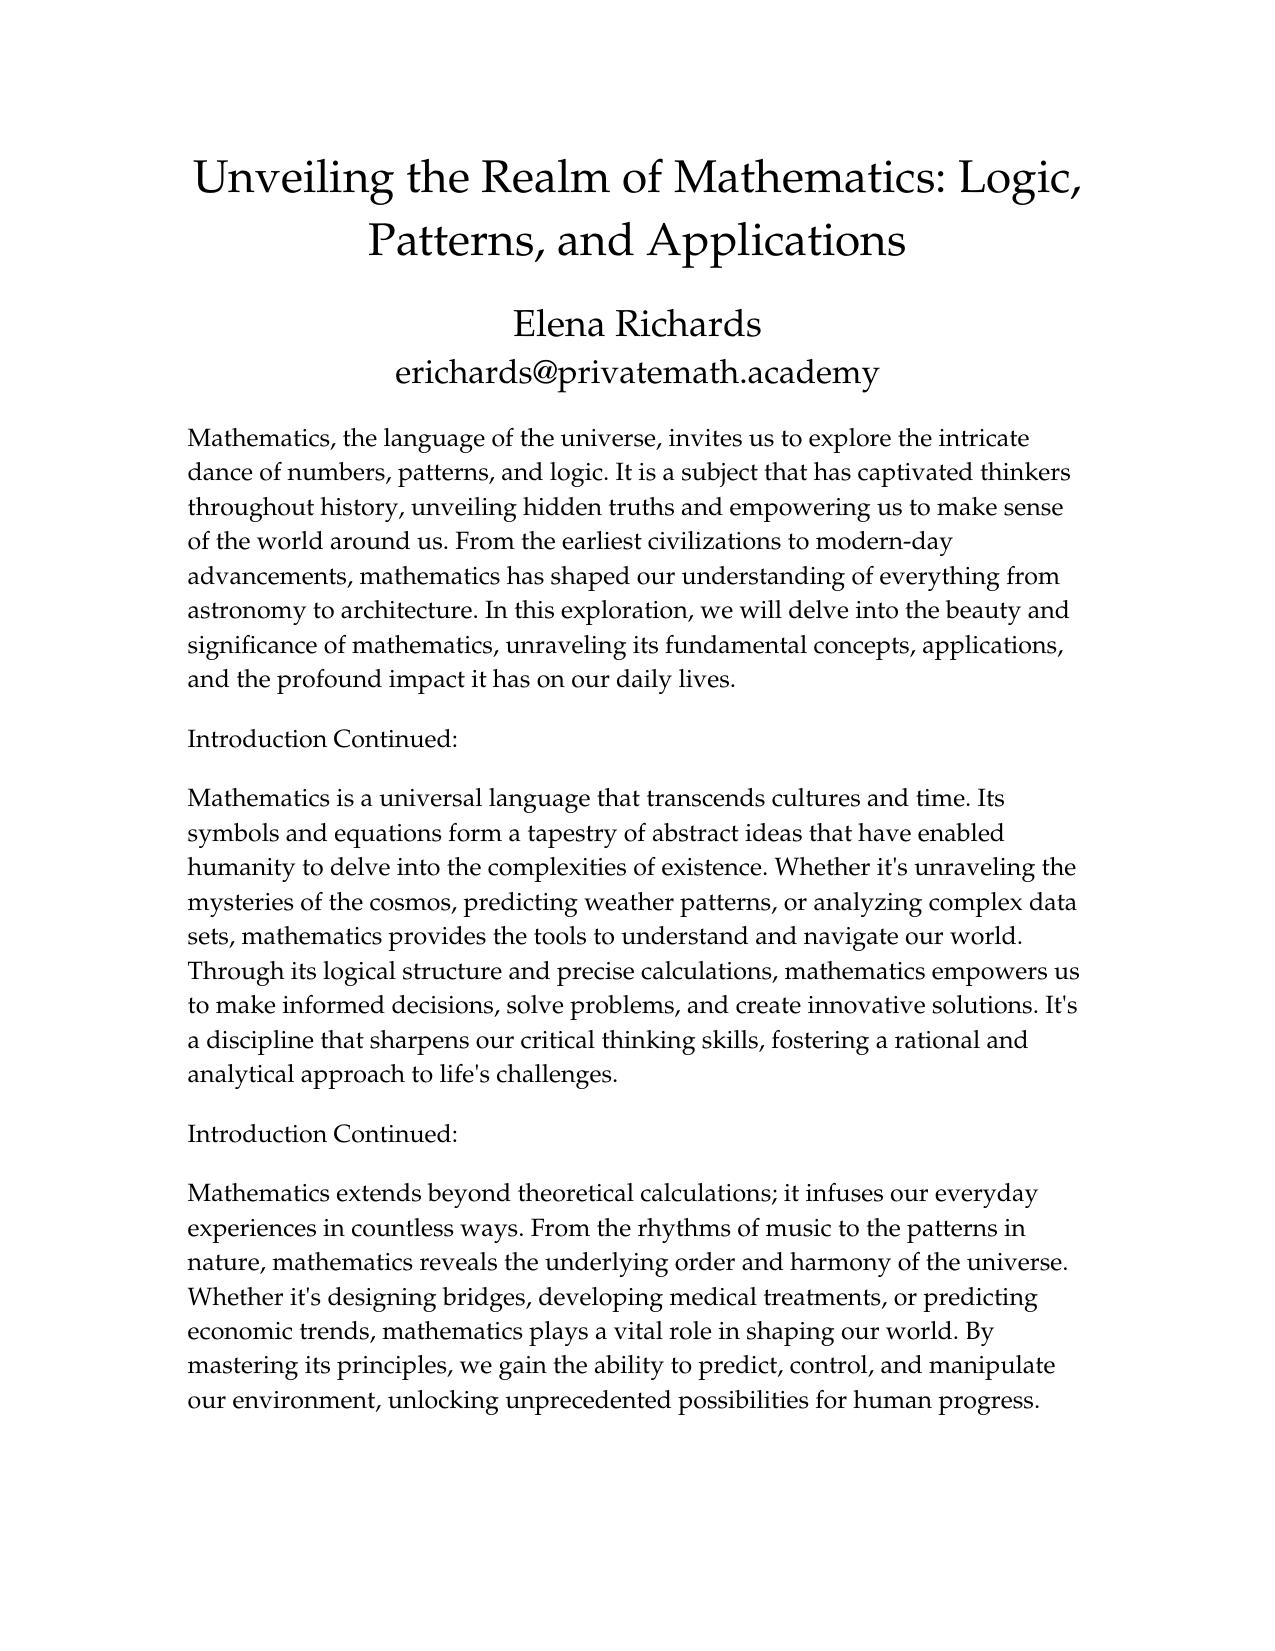 Unveiling the Realm of Mathematics: Logic,
Patterns, and Applications
Elena Richards
erichards@privatemath.academy
Mathematics, the language of the universe, invites us to explore the intricate
dance of numbers, patterns, and logic. It is a subject that has captivated thinkers
throughout history, unveiling hidden truths and empowering us to make sense
of the world around us. From the earliest civilizations to modern-day
advancements, mathematics has shaped our understanding of everything from
astronomy to architecture. In this exploration, we will delve into the beauty and
significance of mathematics, unraveling its fundamental concepts, applications,
and the profound impact it has on our daily lives.
Introduction Continued:
Mathematics is a universal language that transcends cultures and time. Its
symbols and equations form a tapestry of abstract ideas that have enabled
humanity to delve into the complexities of existence. Whether it's unraveling the
mysteries of the cosmos, predicting weather patterns, or analyzing complex data
sets, mathematics provides the tools to understand and navigate our world.
Through its logical structure and precise calculations, mathematics empowers us
to make informed decisions, solve problems, and create innovative solutions. It's
a discipline that sharpens our critical thinking skills, fostering a rational and
analytical approach to life's challenges.
Introduction Continued:
Mathematics extends beyond theoretical calculations; it infuses our everyday
experiences in countless ways. From the rhythms of music to the patterns in
nature, mathematics reveals the underlying order and harmony of the universe.
Whether it's designing bridges, developing medical treatments, or predicting
economic trends, mathematics plays a vital role in shaping our world. By
mastering its principles, we gain the ability to predict, control, and manipulate
our environment, unlocking unprecedented possibilities for human progress.